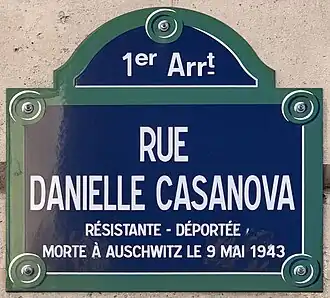 1er Arrt
RUE
DANIELLE CASANOVA
RÉSISTANTE - DÉPORTÉE
MORTE À AUSCHWITZ LE 9 MAI 1943